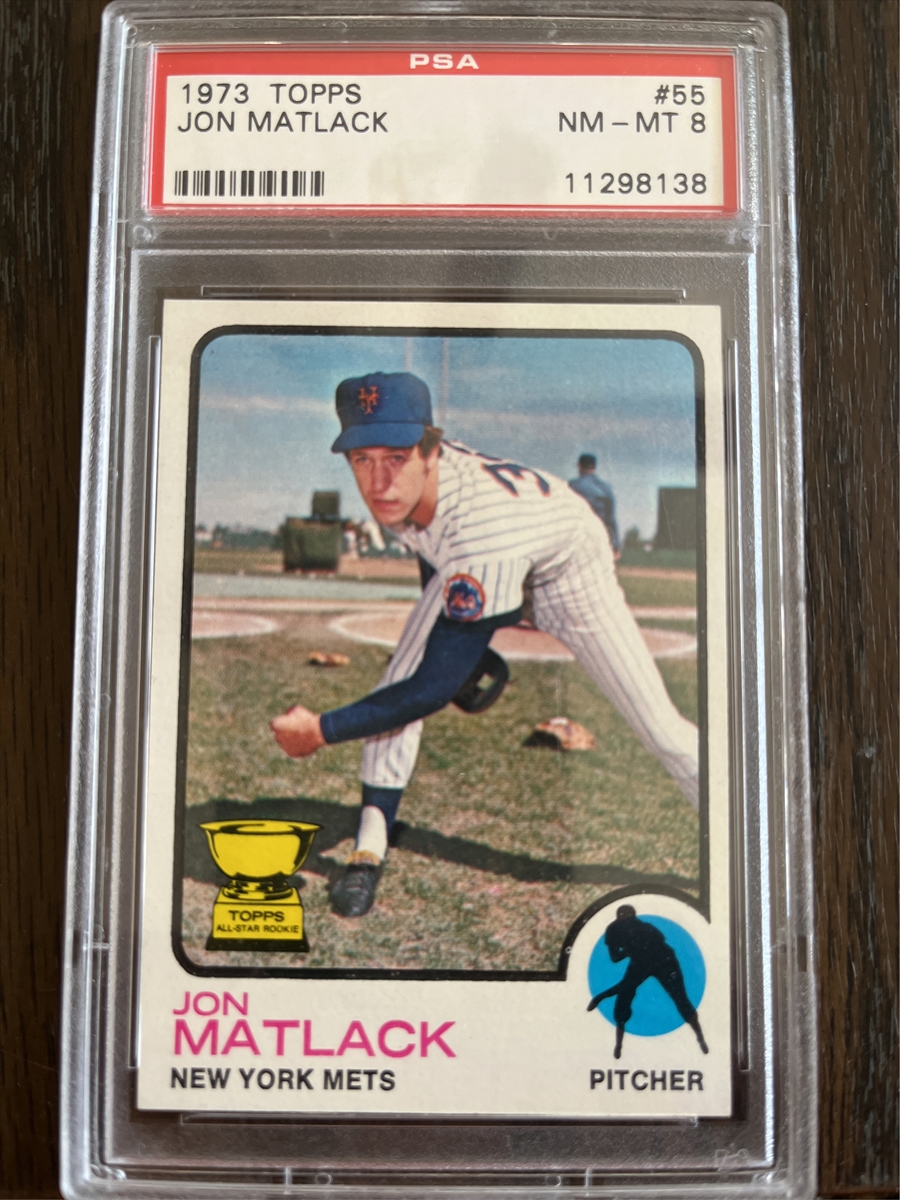 PSA
1973 TOPPS #55
JON MATLACK NM-MT 8
11298138
TOPPS
ALL-STAR ROOKIE
JON
MATLACK
NEW YORK METS PITCHER